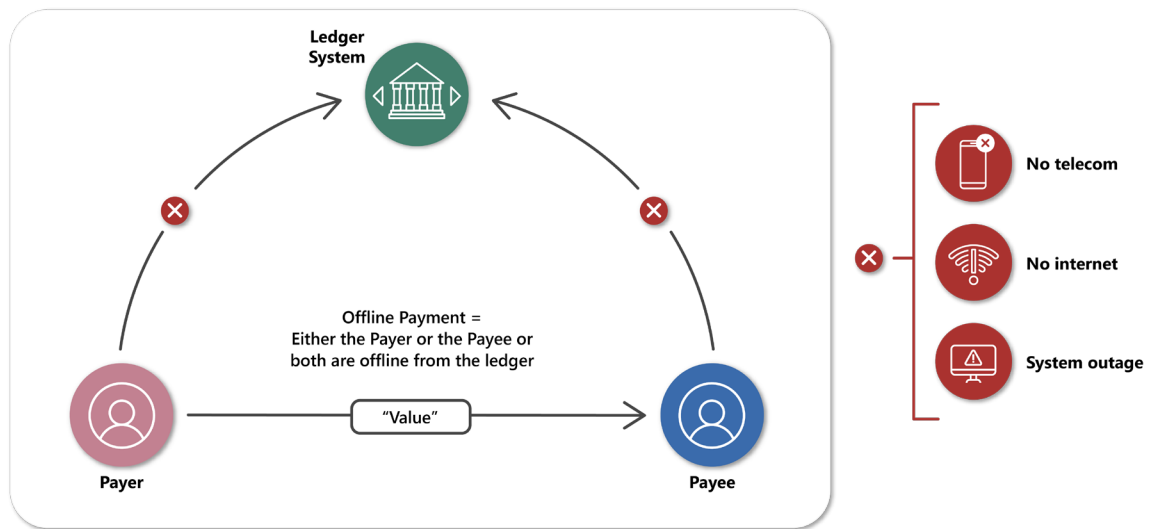 Ledger
System
Offline Payment =
Either the Payer or the Payee or
both are offline from the ledger
“Value”
Payer
Payee
No telecom
No internet
System outage